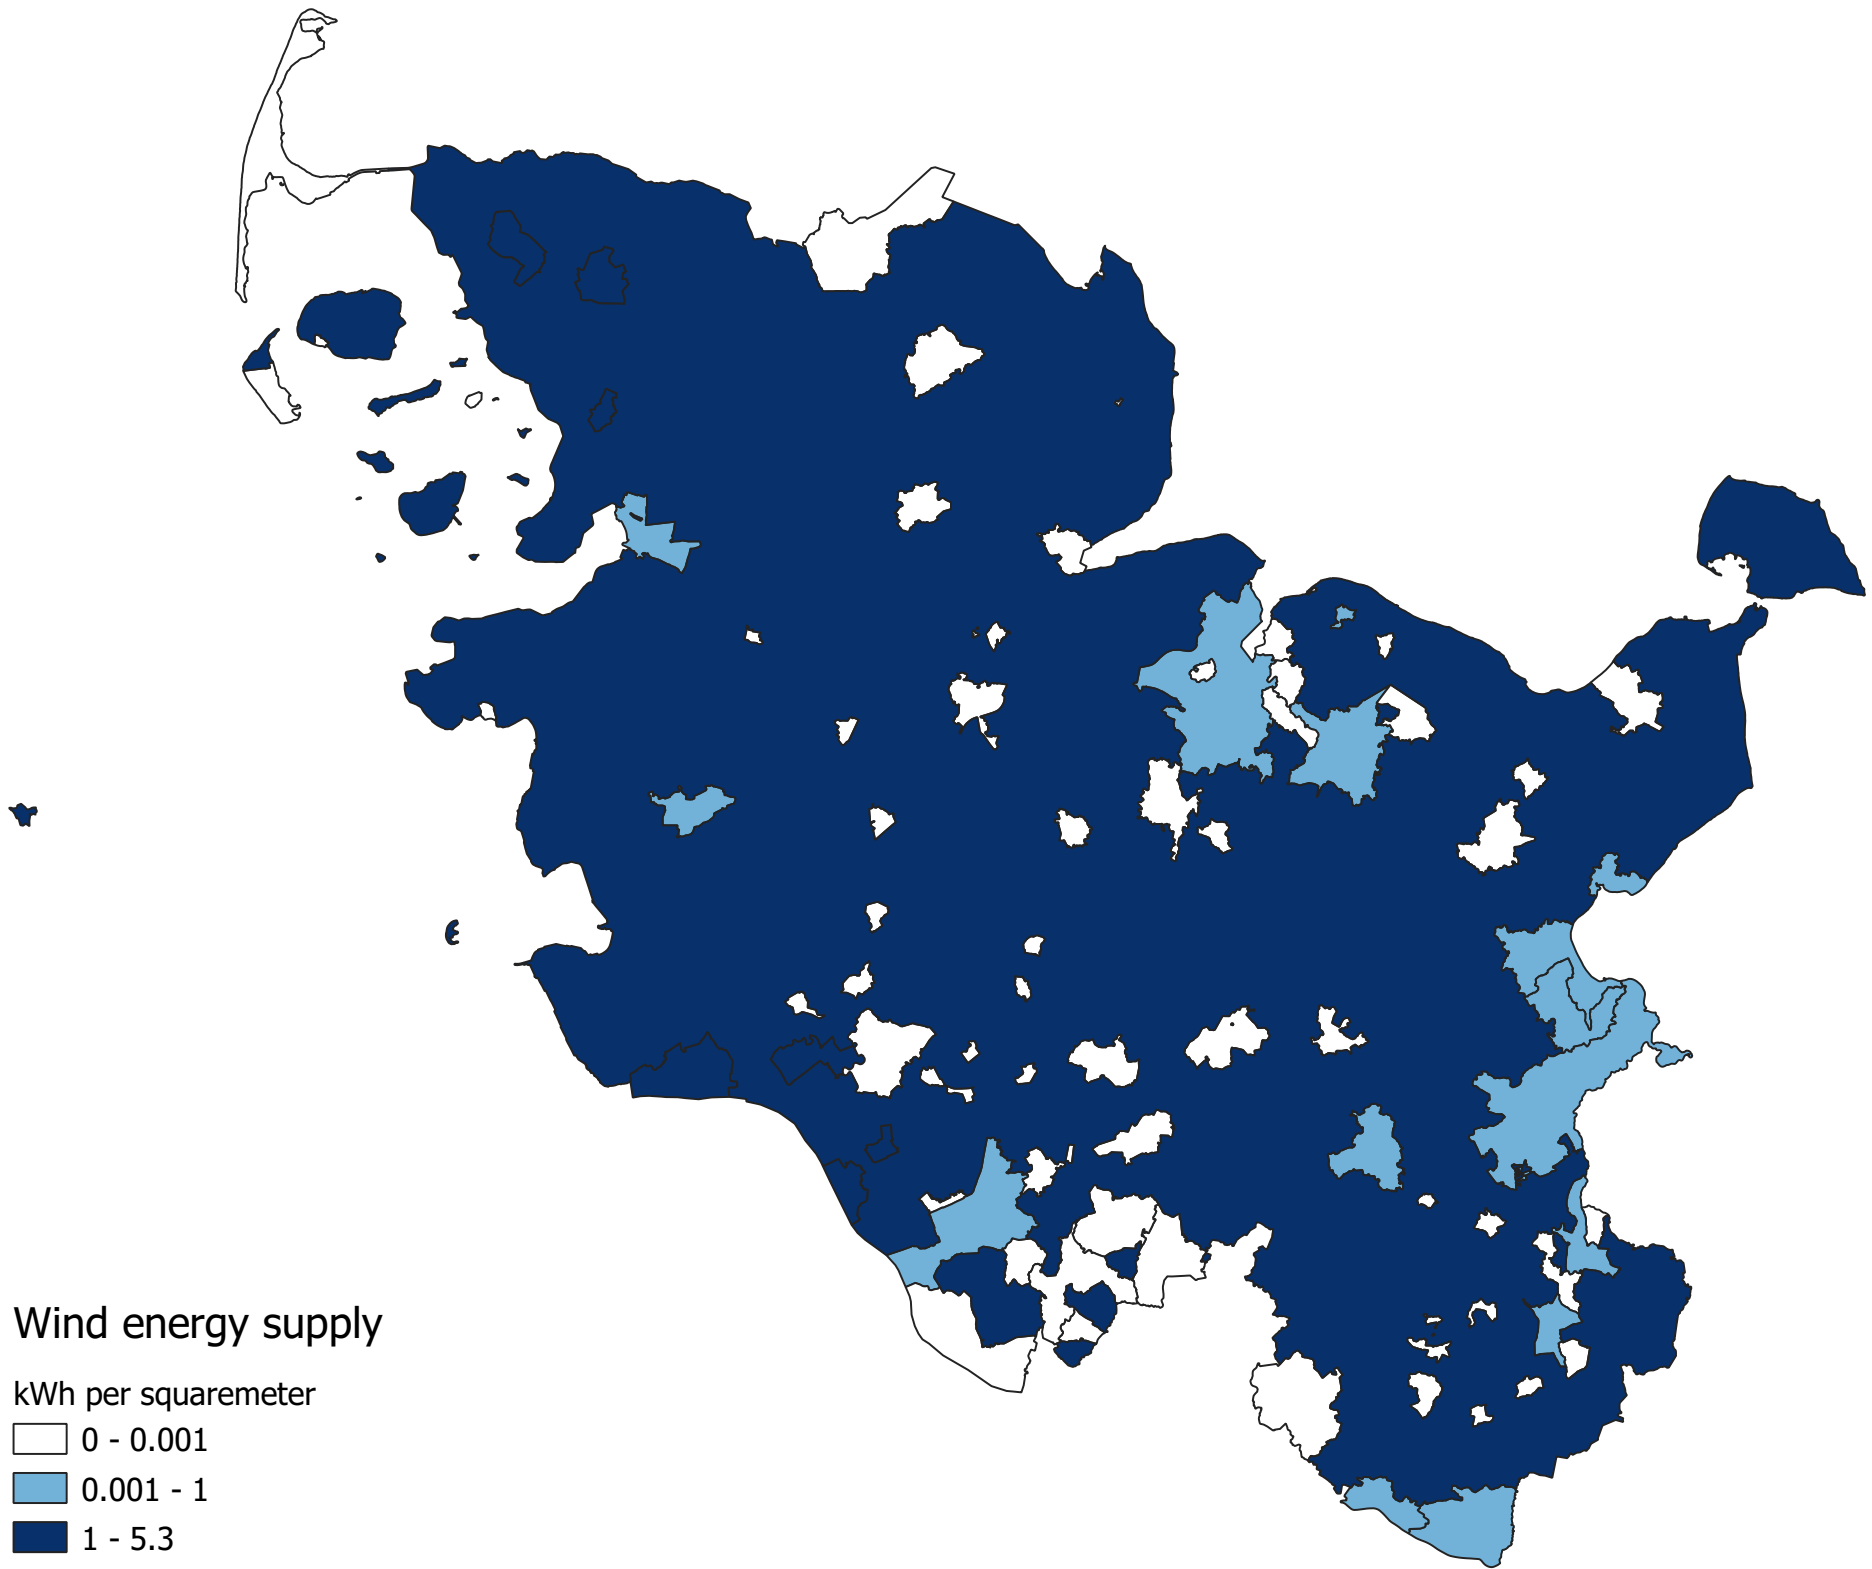 Wind energy supply
kWh per squaremeter
0 - 0.001
0.001 - 1
1 - 5.3